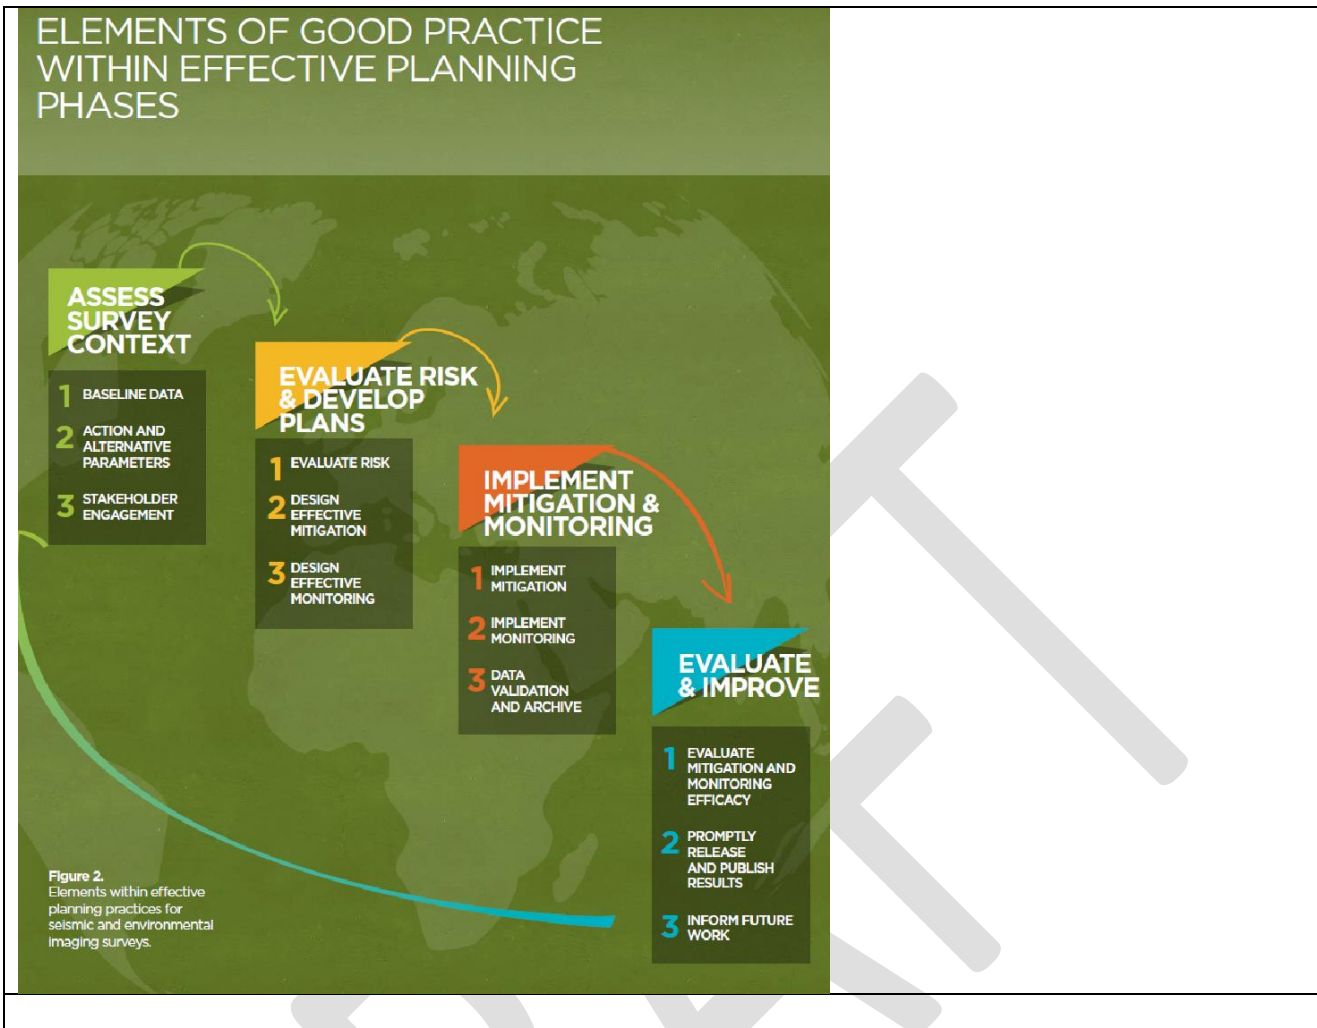 ELEMENTS OF GOOD PRACTICE
WITHIN EFFECTIVE PLANNING
PHASES
ASSESS
SURVEY
CONTEXT
1 BASELINE DATA
2 ACTION AND
ALTERNATIVE
PARAMETERS
3 STAKEHOLDER
ENGAGEMENT
EVALUATE RISK
& DEVELOP
PLANS
1 EVALUATE RISK
2 DESIGN
EFFECTIVE
MITIGATION
3 DESIGN
EFFECTIVE
MONITORING
IMPLEMENT
MITIGATION &
MONITORING
1 IMPLEMENT
MITIGATION
2 IMPLEMENT
MONITORING
3 DATA
VALIDATION
AND ARCHIVE
EVALUATE
& IMPROVE
1 EVALUATE
MITIGATION AND
MONITORING
EFFICACY
2 PROMPTLY
RELEASE
AND PUBLISH
RESULTS
3 INFORM FUTURE
WORK
Figure 2.
Elements within effective
planning practices for
seismic and environmental
imaging surveys.